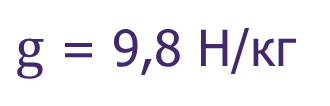 g = 9,8 Н/кг